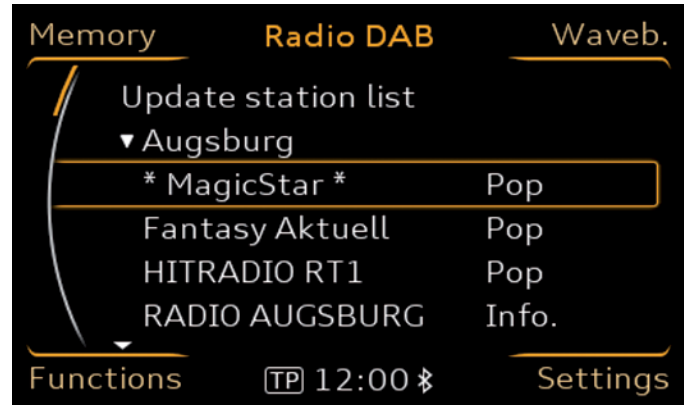 Memory Radio DAB Waveb.
Update station list
▼ Augsburg
* MagicStar * Pop
Fantasy Aktuell Pop
HITRADIO RT1 Pop
RADIO AUGSBURG Info.
Functions TP 12:00 Settings